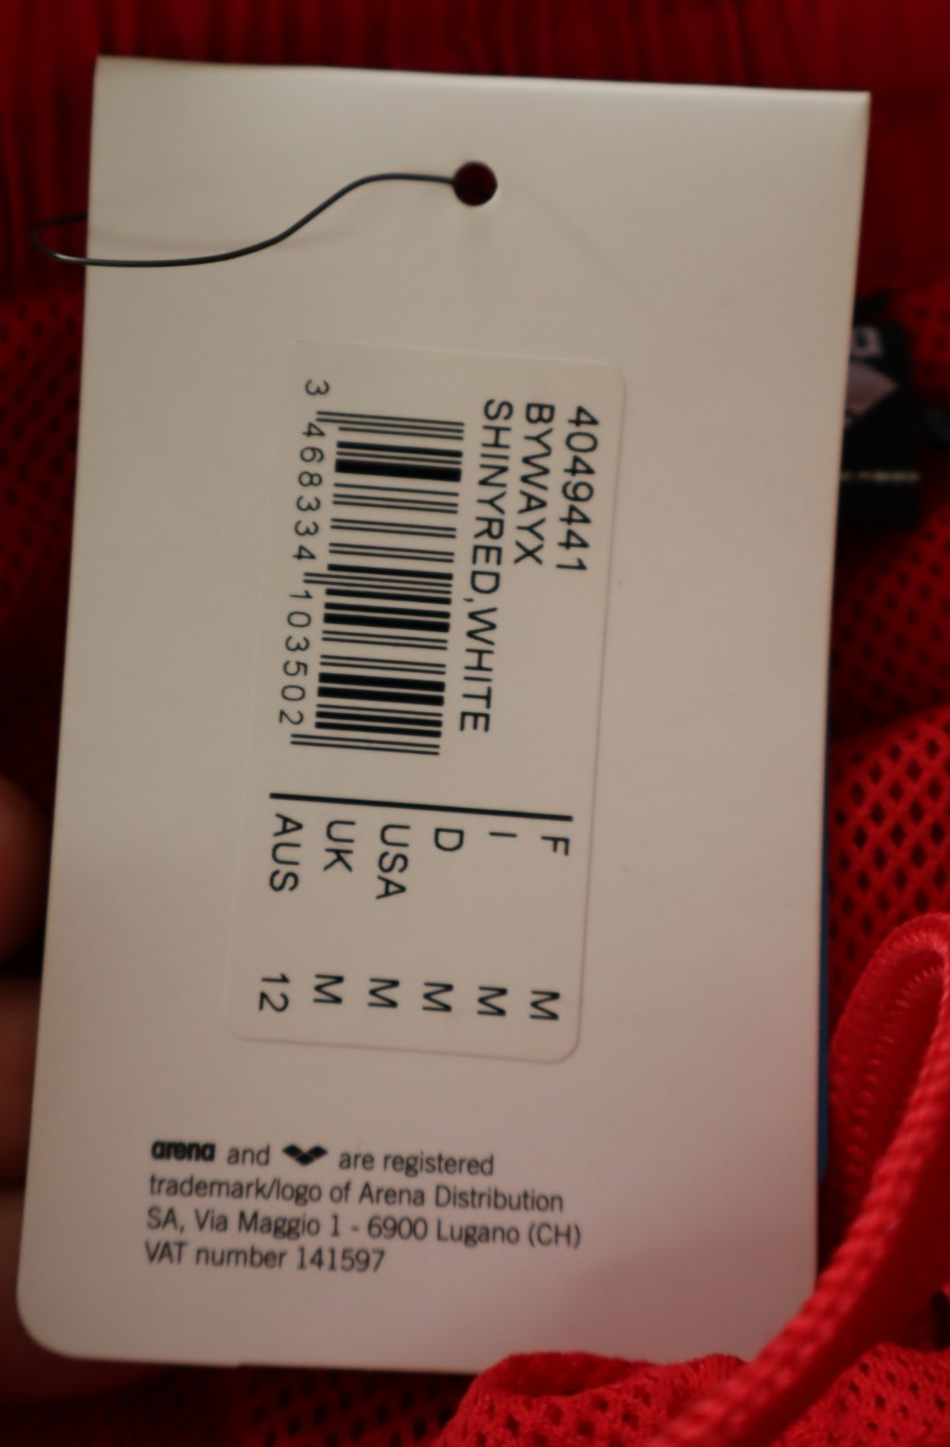 4049441
BYWAYX
SHINYRED,WHITE
3 468334 103502
F M
I M
D M
USA M
UK M
AUS 12
arena and are registered
trademark/logo of Arena Distribution
SA, Via Maggio 1 - 6900 Lugano (CH)
VAT number 141597